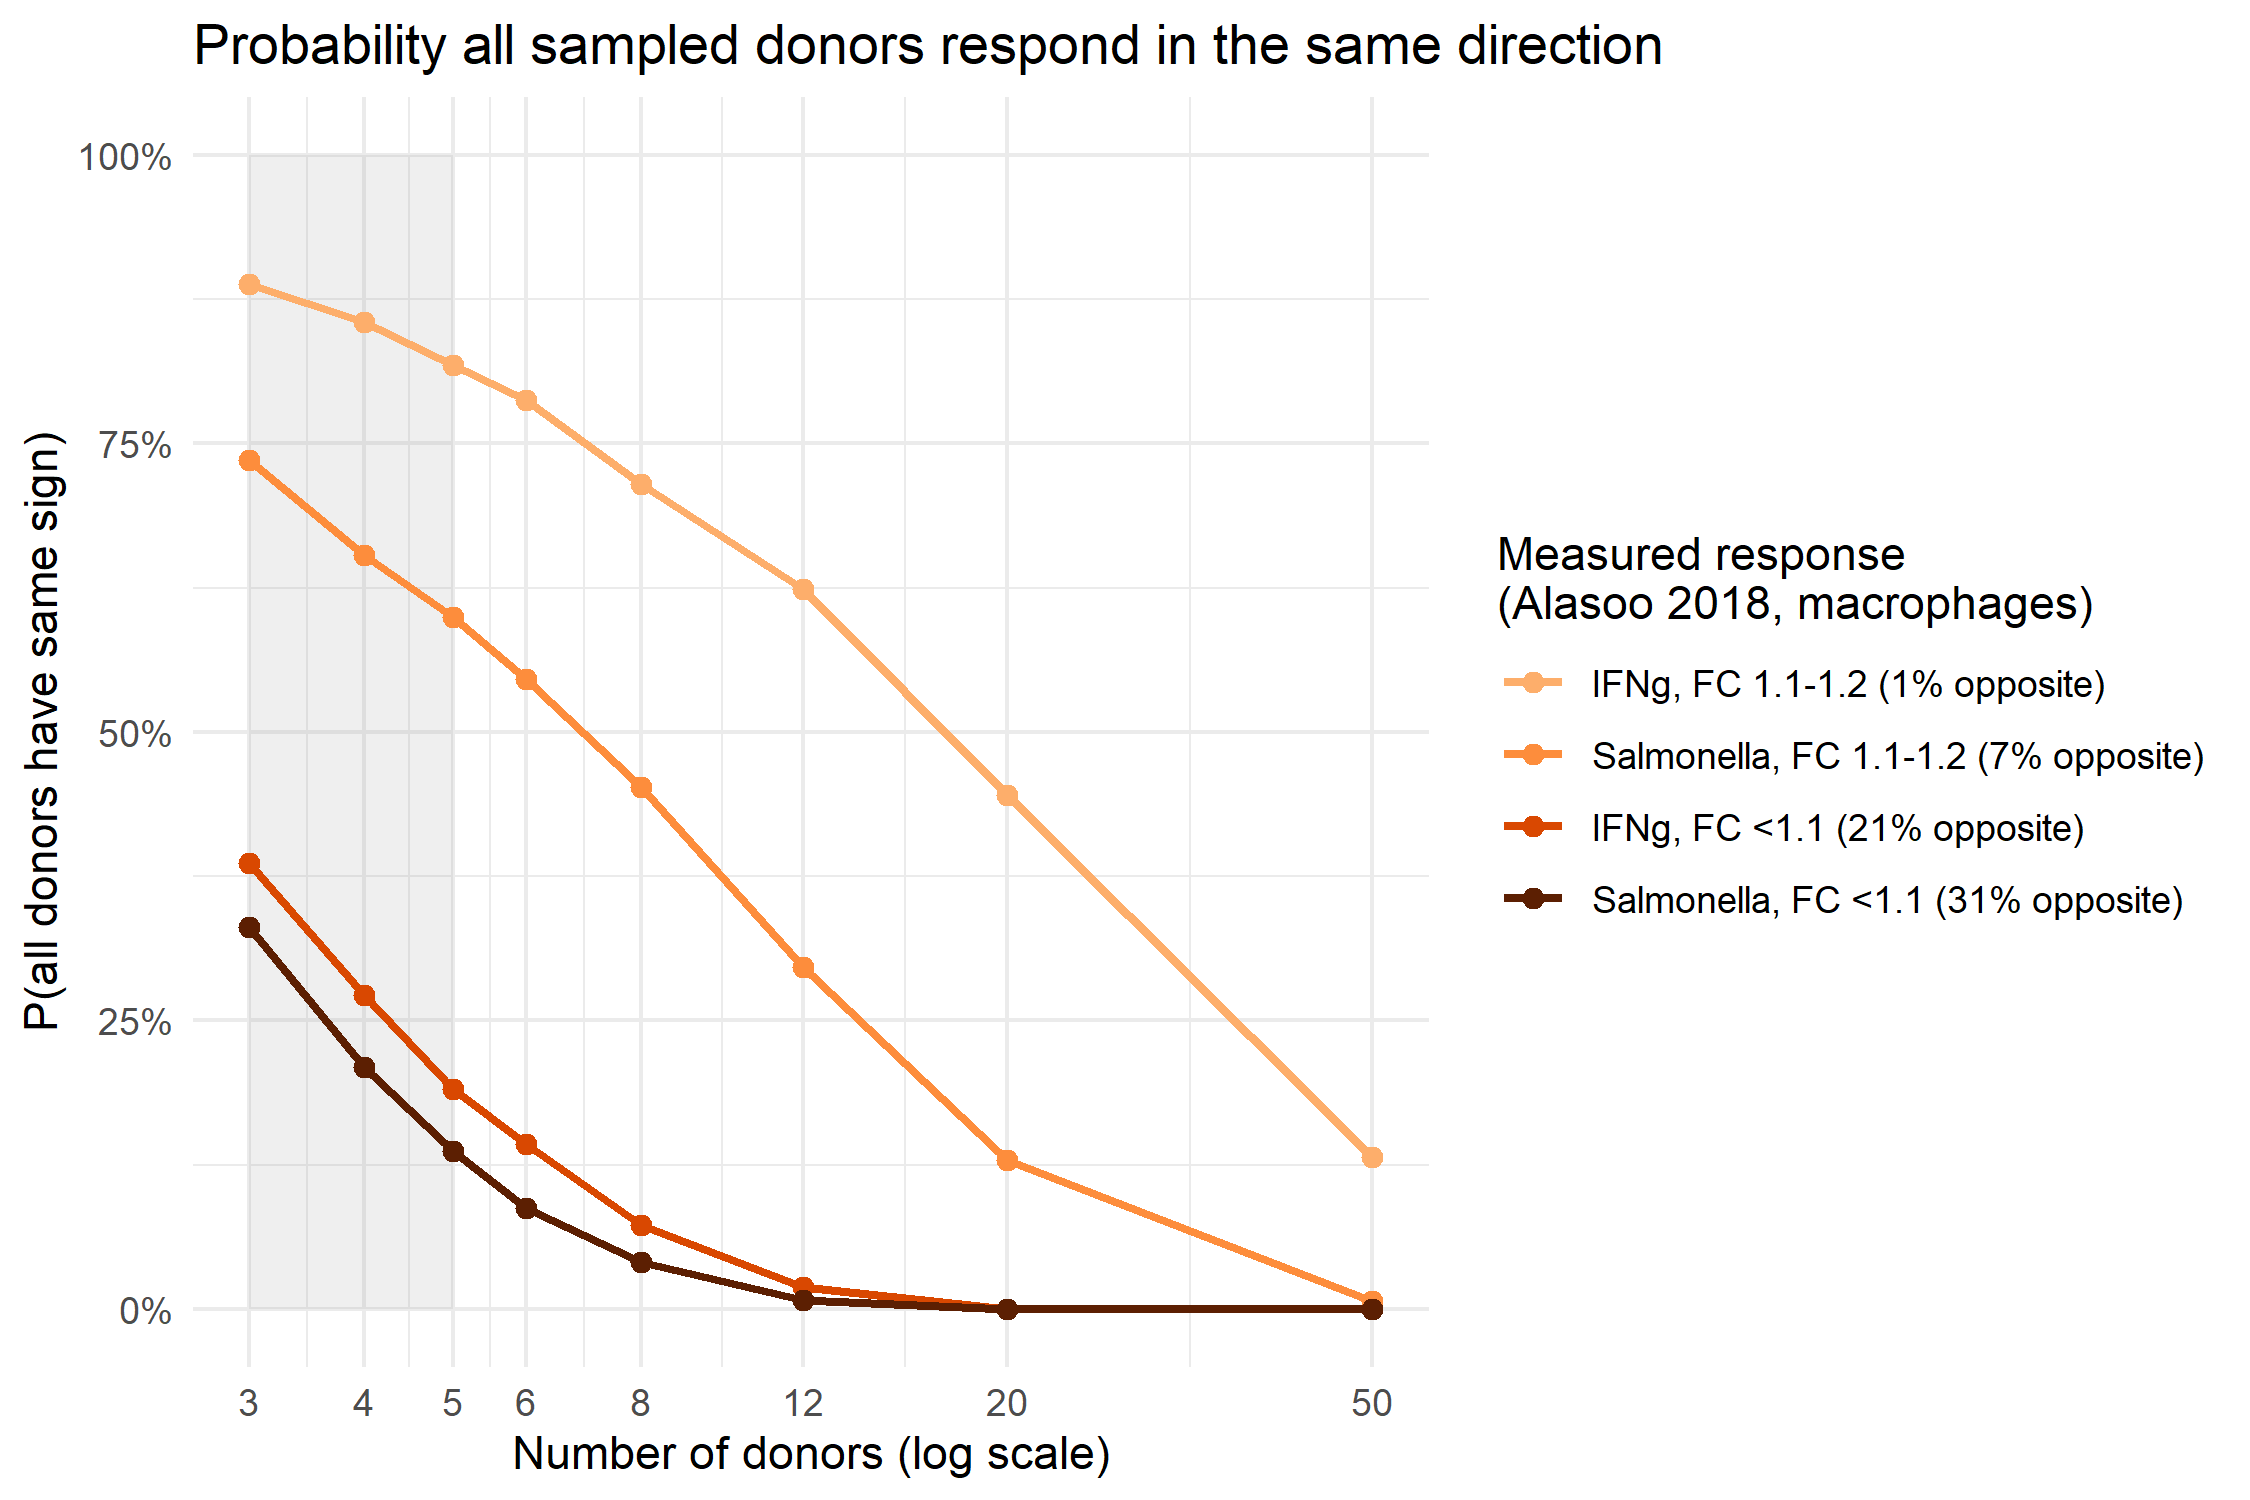 Probability all sampled donors respond in the same direction
P(all donors have same sign)
100%
75%
50%
25%
0%
3 4 5 6 8 12 20 50
Number of donors (log scale)
Measured response
(Alasoo 2018, macrophages)
IFNg, FC 1.1-1.2 (1% opposite)
Salmonella, FC 1.1-1.2 (7% opposite)
IFNg, FC <1.1 (21% opposite)
Salmonella, FC <1.1 (31% opposite)